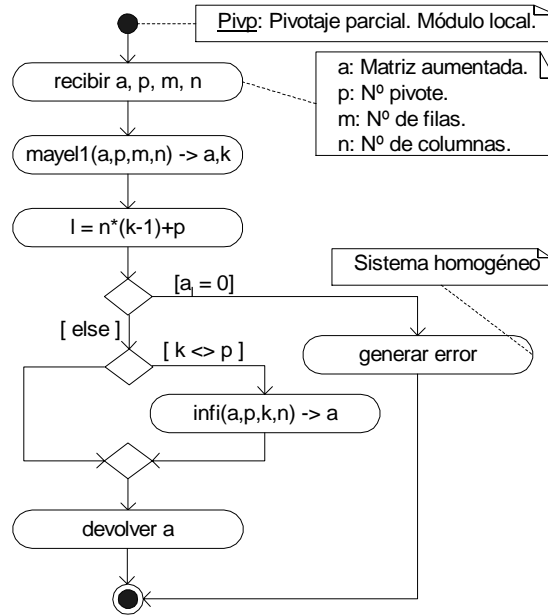 Pivp: Pivotaje parcial. Módulo local.
recibir a, p, m, n
a: Matriz aumentada.
p: Nº pivote.
m: Nº de filas.
n: Nº de columnas.
mayel1(a,p,m,n) -> a,k
l = n*(k-1)+p
Sistema homogéneo
[al = 0]
[ else ]
[ k <> p ]
generar error
infi(a,p,k,n) -> a
devolver a